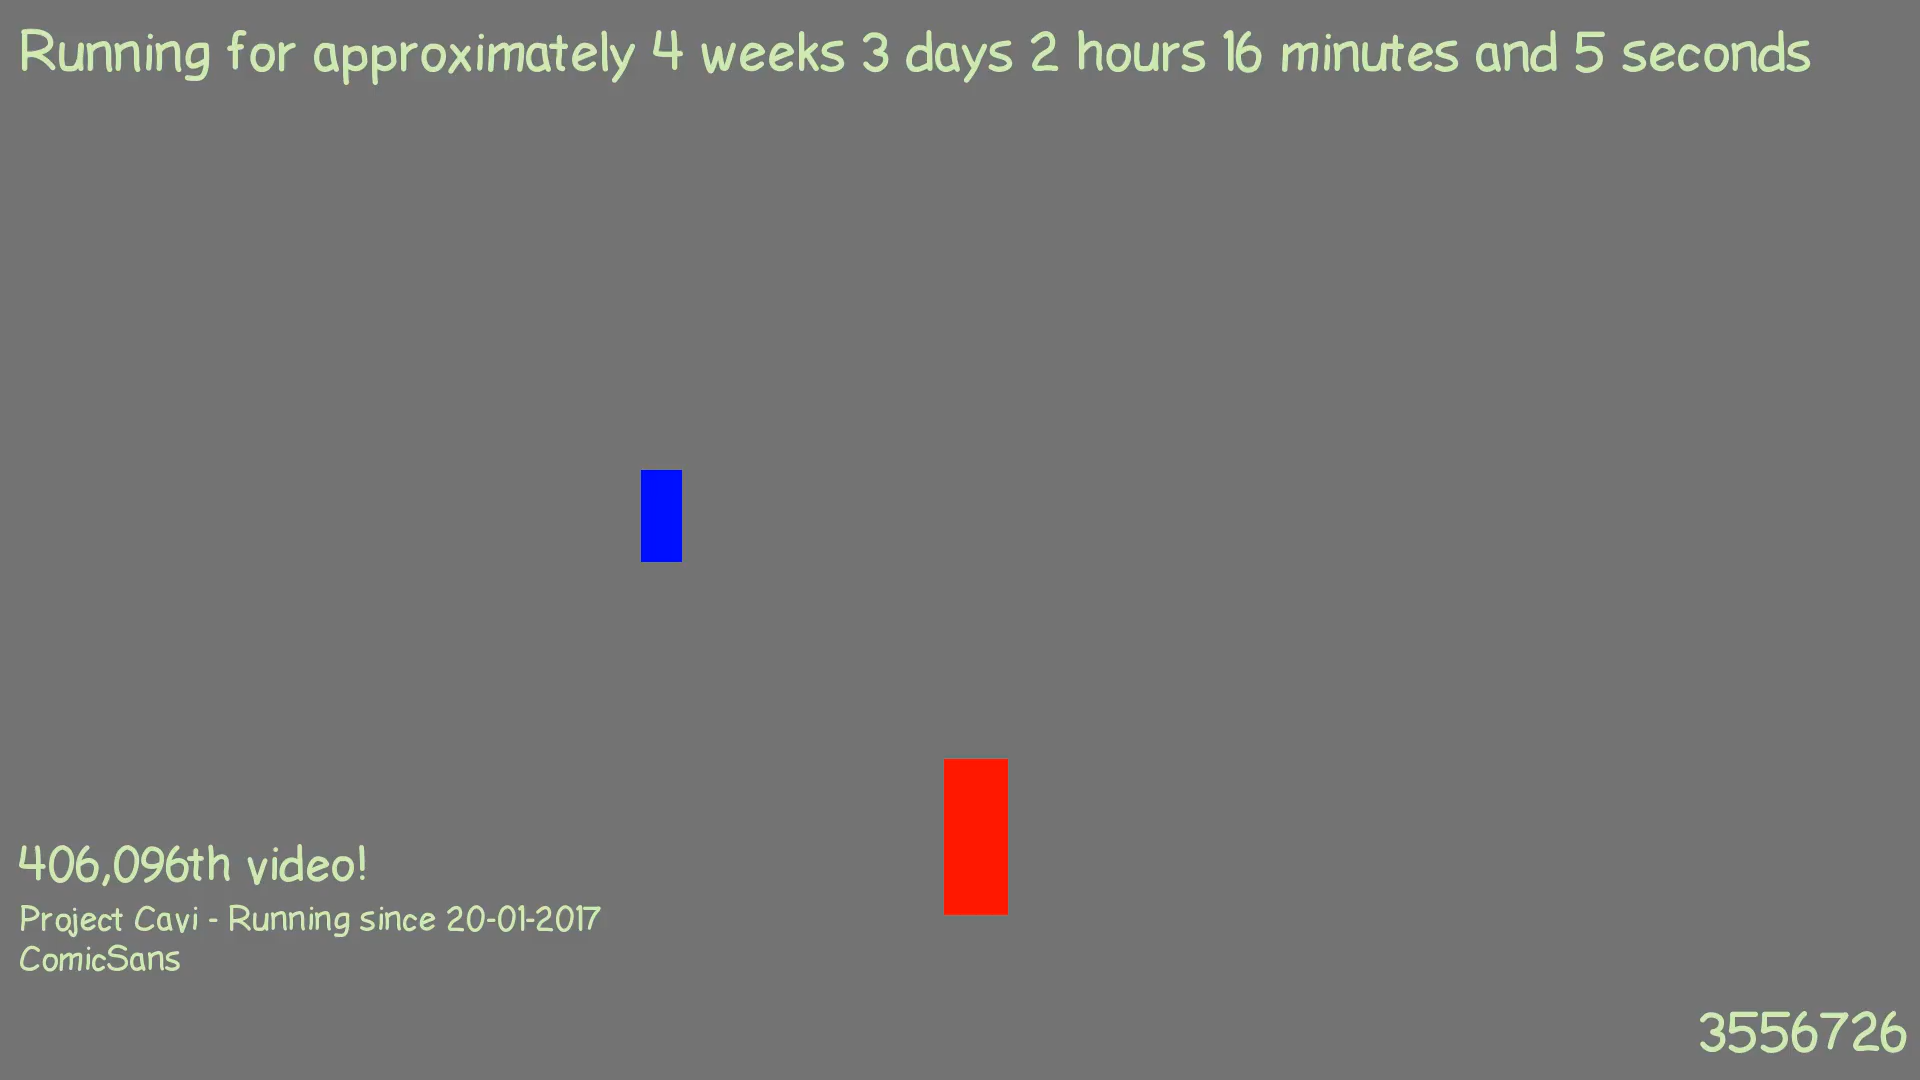 Running for approximately 4 weeks 3 days 2 hours 16 minutes and 5 seconds
406,096th video!
Project Cavi - Running since 20-01-2017
ComicSans
3556726